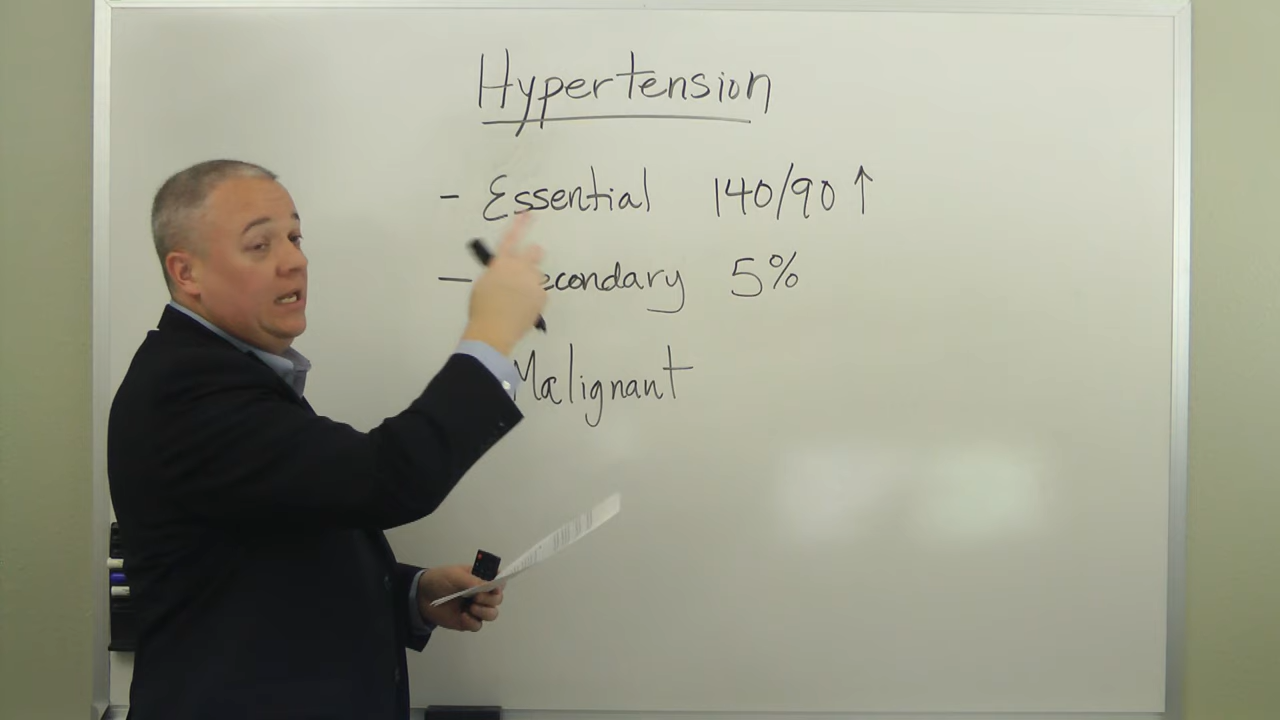 Hypertension
- Essential 140/90 ↑
- econdary 5%
Malignant